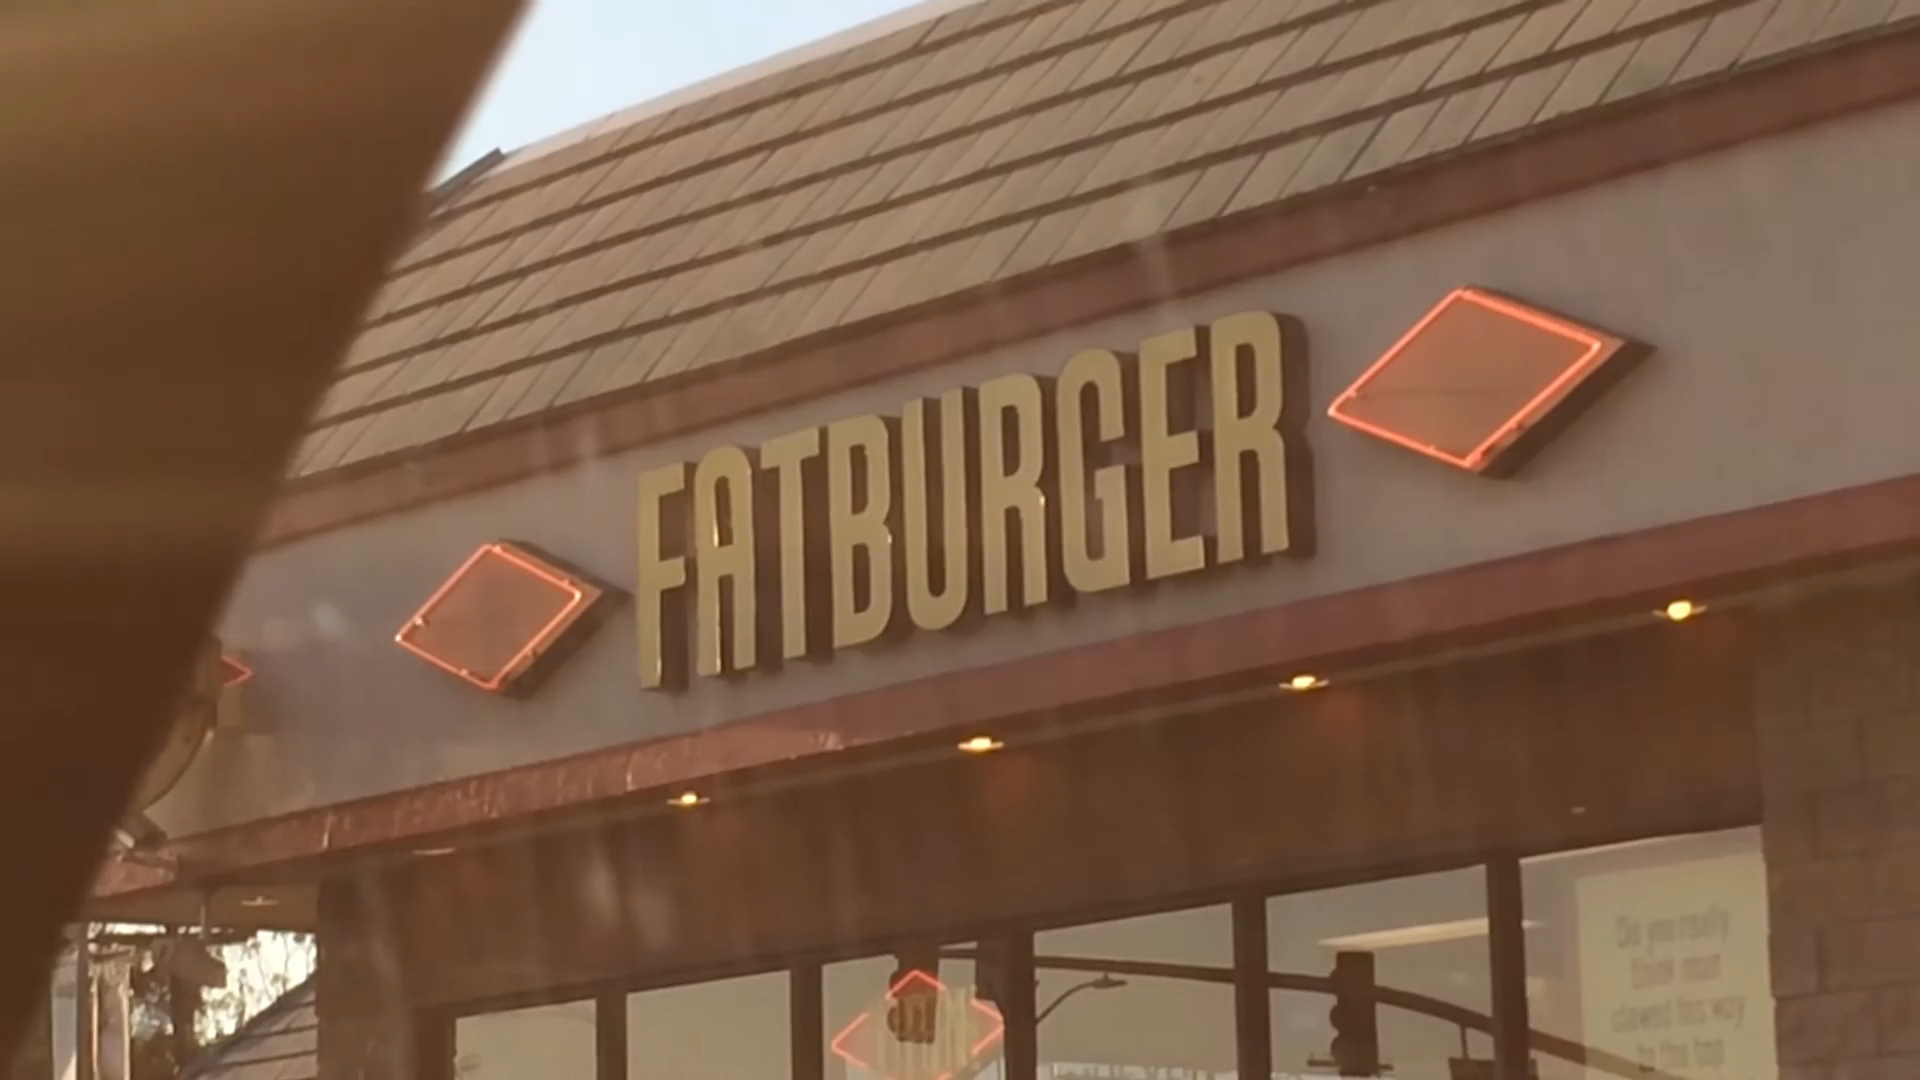 FATBURGER
Do you really
think man
clawed his way
to the top